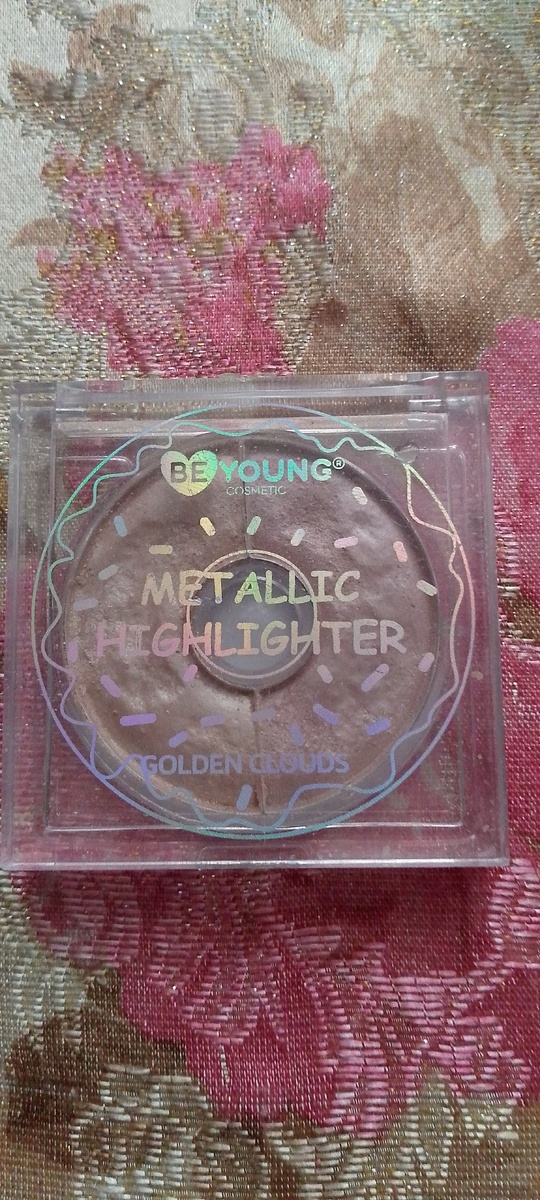 BE YOUNG®
COSMETIC
METALLIC
HIGHLIGHTER
GOLDEN CLOUDS